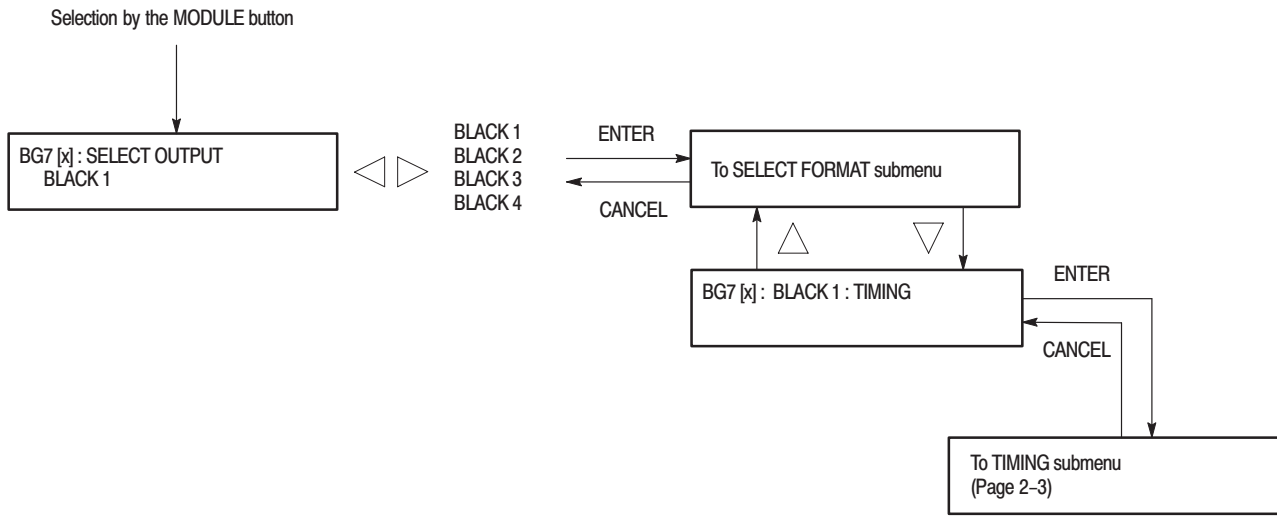 Selection by the MODULE button
BG7 [x] : SELECT OUTPUT
BLACK 1
BLACK 1
BLACK 2
BLACK 3
BLACK 4
ENTER
CANCEL
To SELECT FORMAT submenu
BG7 [x] :  BLACK 1 : TIMING
ENTER
CANCEL
To TIMING submenu
(Page 2–3)